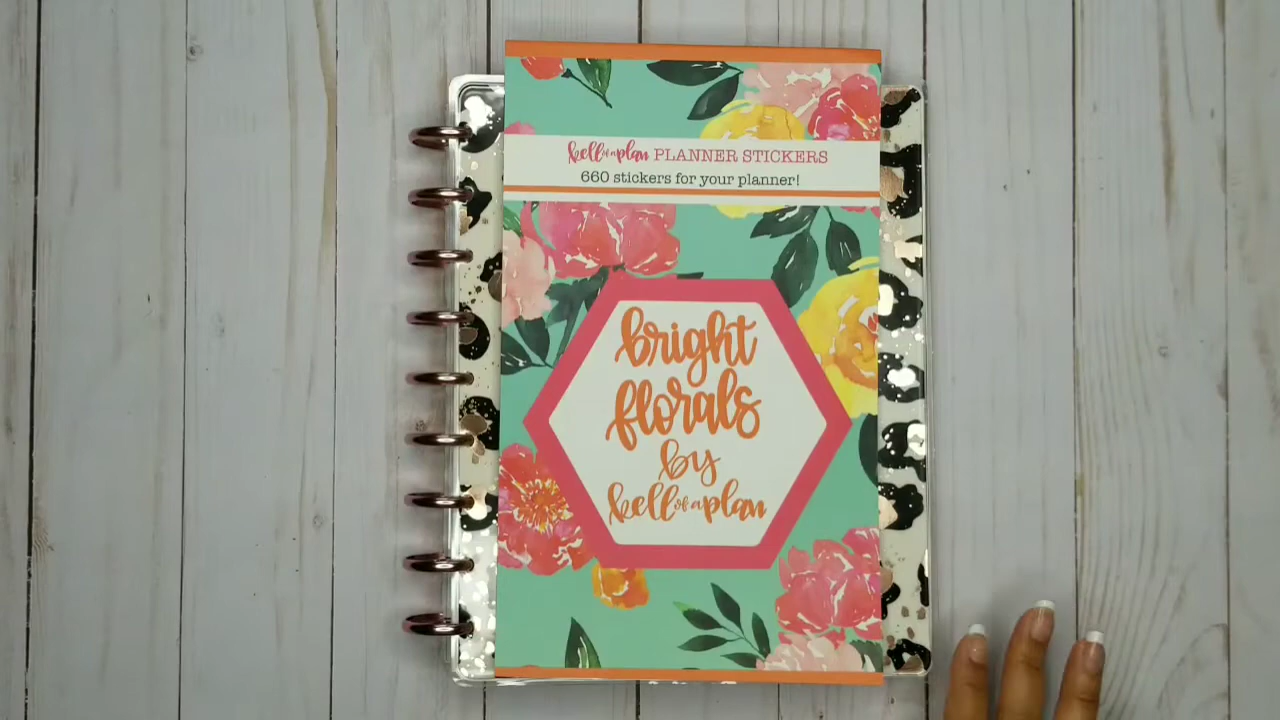 kell of a plan PLANNER STICKERS
660 stickers for your planner!
bright
florals
by
kell of a plan